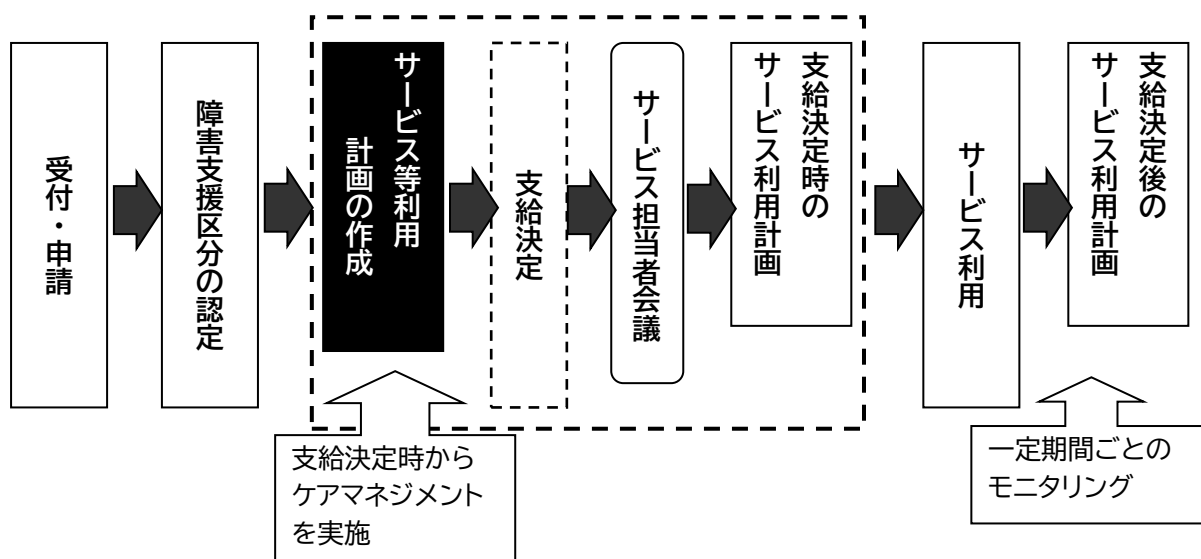 受付・申請
障害支援区分の認定
サービス等利用
計画の作成
支給決定
サービス担当者会議
支給決定時の
サービス利用計画
サービス利用
支給決定後の
サービス利用計画
支給決定時から
ケアマネジメント
を実施
一定期間ごとの
モニタリング